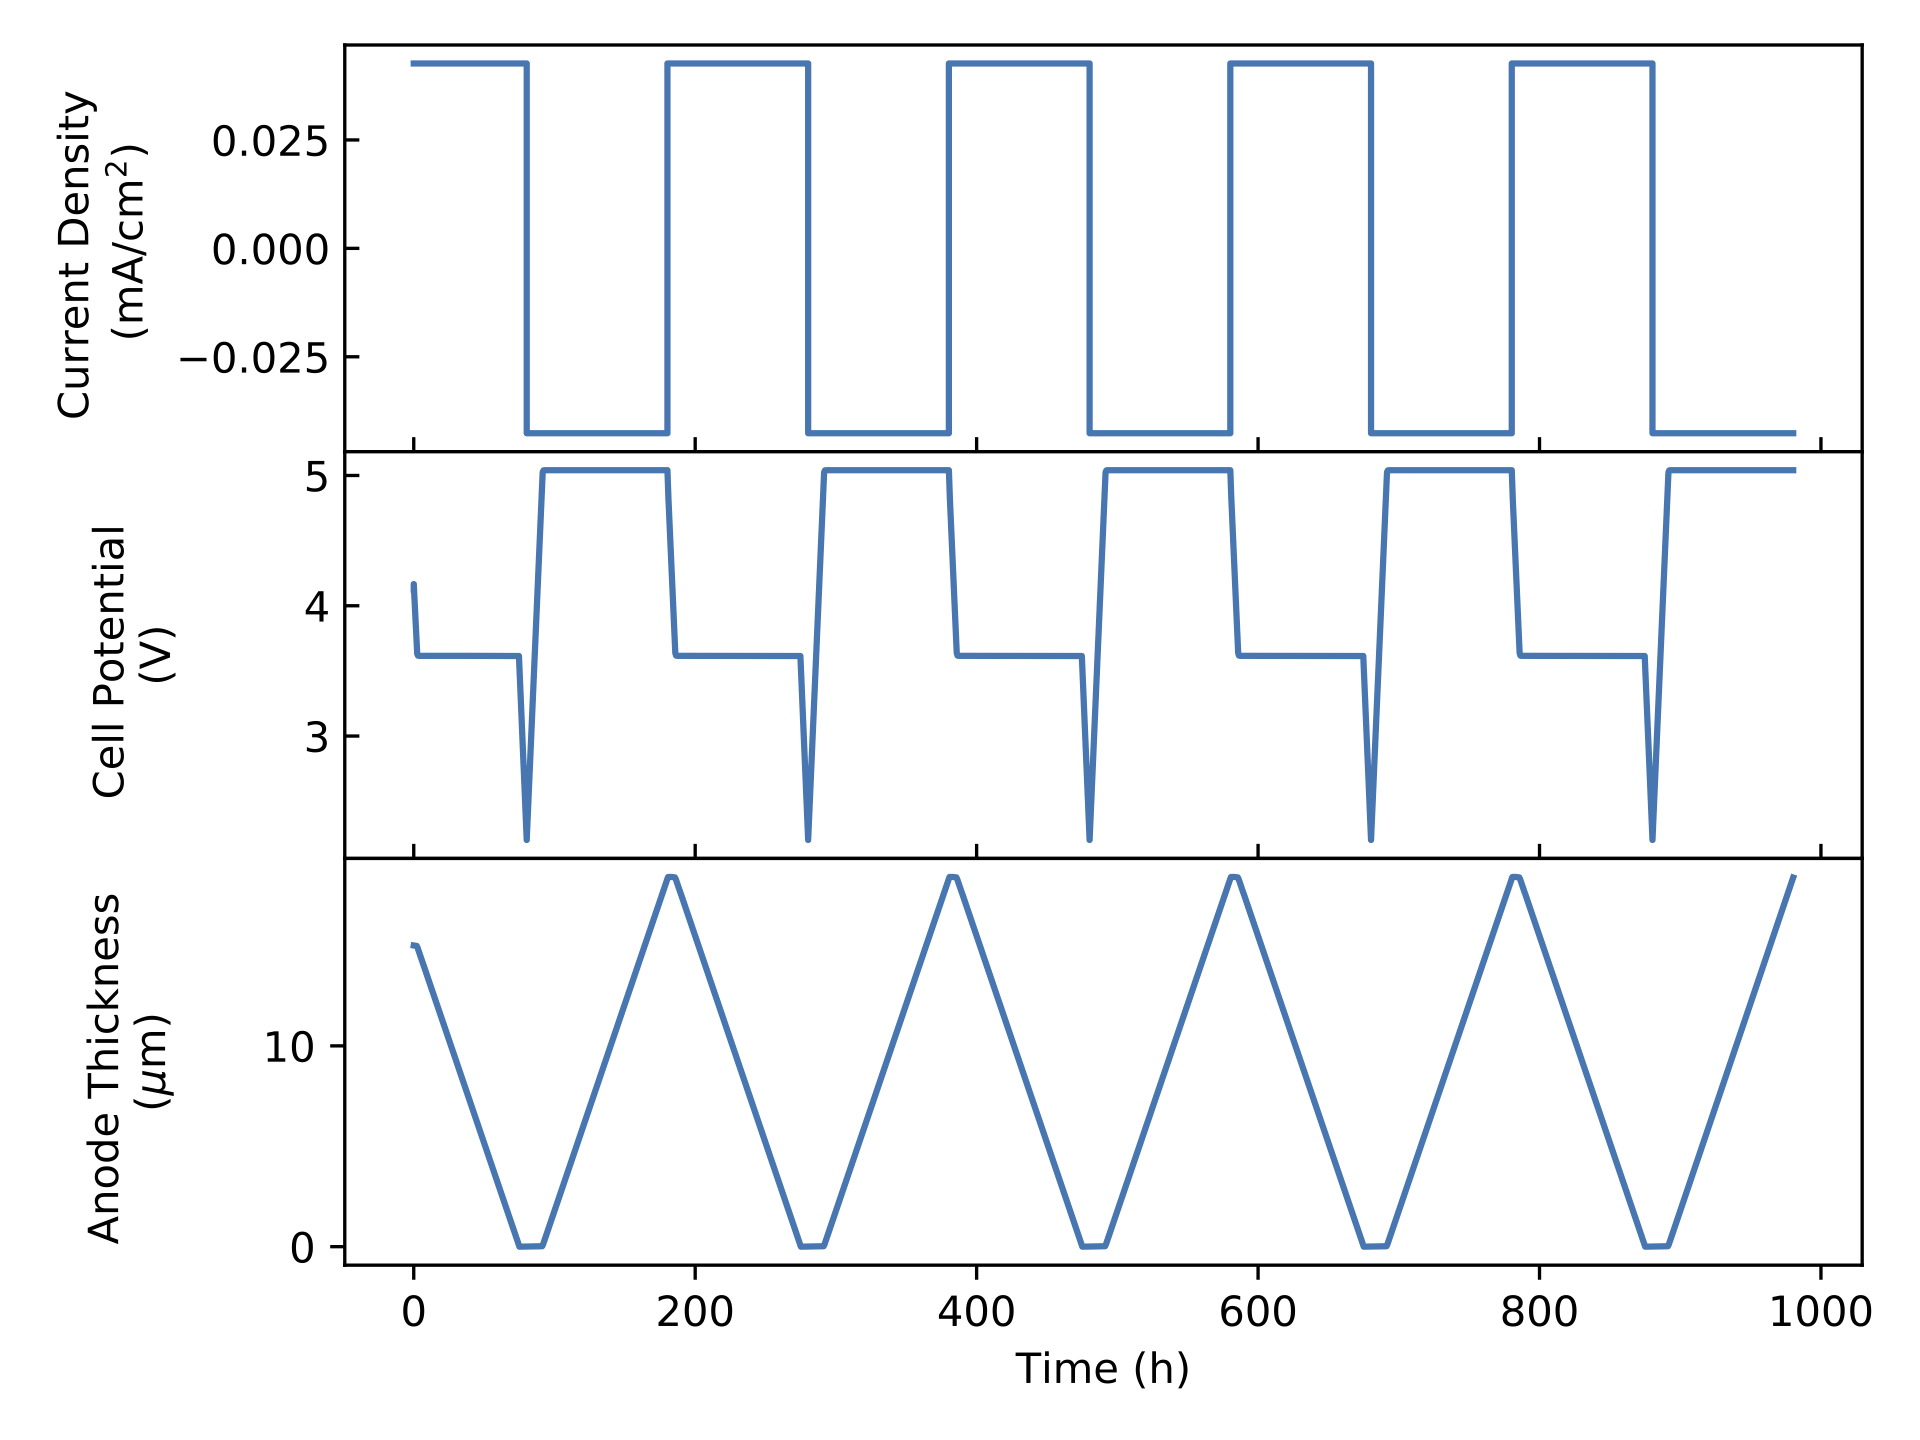 Current Density
(mA/cm²)
0.025
0.000
−0.025
Cell Potential
(V)
5
4
3
Anode Thickness
(μm)
10
0
0 200 400 600 800 1000
Time (h)